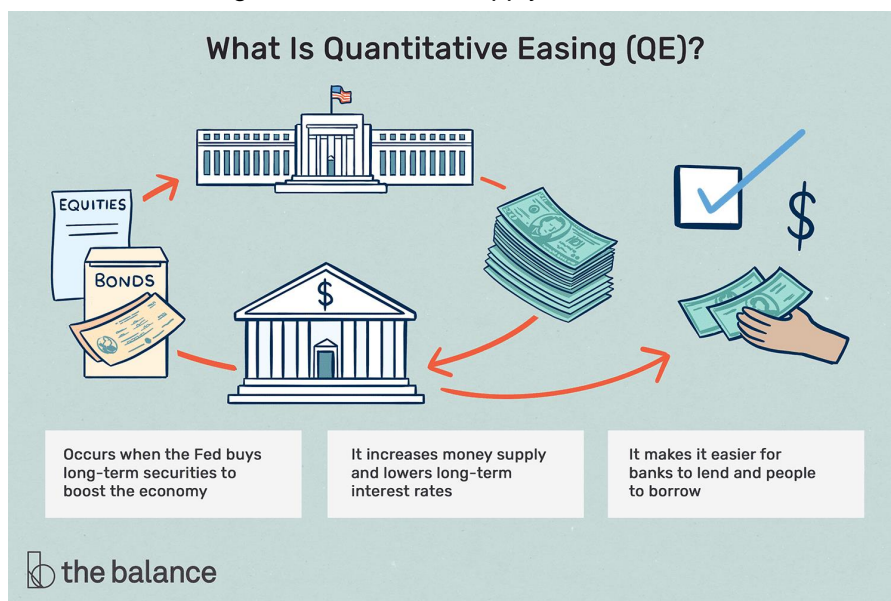 What Is Quantitative Easing (QE)?
EQUITIES
BONDS
$
$
Occurs when the Fed buys
long-term securities to
boost the economy
It increases money supply
and lowers long-term
interest rates
It makes it easier for
banks to lend and people
to borrow
the balance